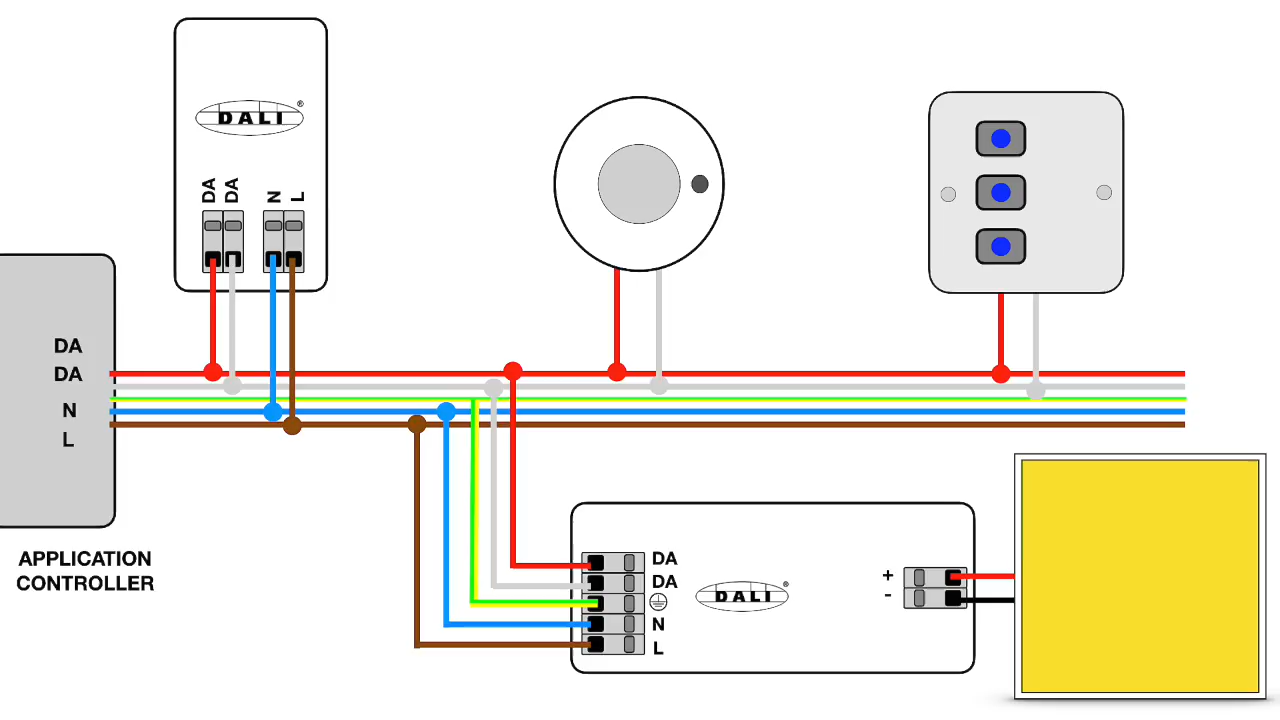 DALI®
DA
DA
N
L
DA
DA
N
L
APPLICATION
CONTROLLER
DA
DA
N
L
DALI®
+
-